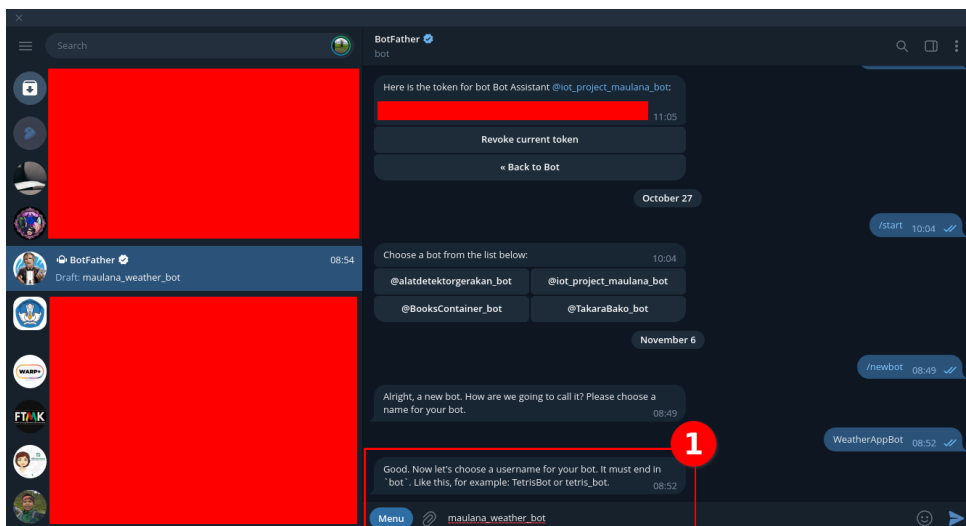 Search
BotFather
08:54
Draft: maulana_weather_bot
WARP+
FTMK
BotFather
bot
Here is the token for bot Bot Assistant @iot_project_maulana_bot:
11:05
Revoke current token
« Back to Bot
October 27
/start 10:04
Choose a bot from the list below:
10:04
@alatdetektorgerakan_bot
@iot_project_maulana_bot
@BooksContainer_bot
@TakaraBako_bot
November 6
/newbot 08:49
Alright, a new bot. How are we going to call it? Please choose a
name for your bot.
08:49
WeatherAppBot 08:52
1
Good. Now let's choose a username for your bot. It must end in
`bot`. Like this, for example: TetrisBot or tetris_bot.
08:52
Menu
maulana_weather_bot